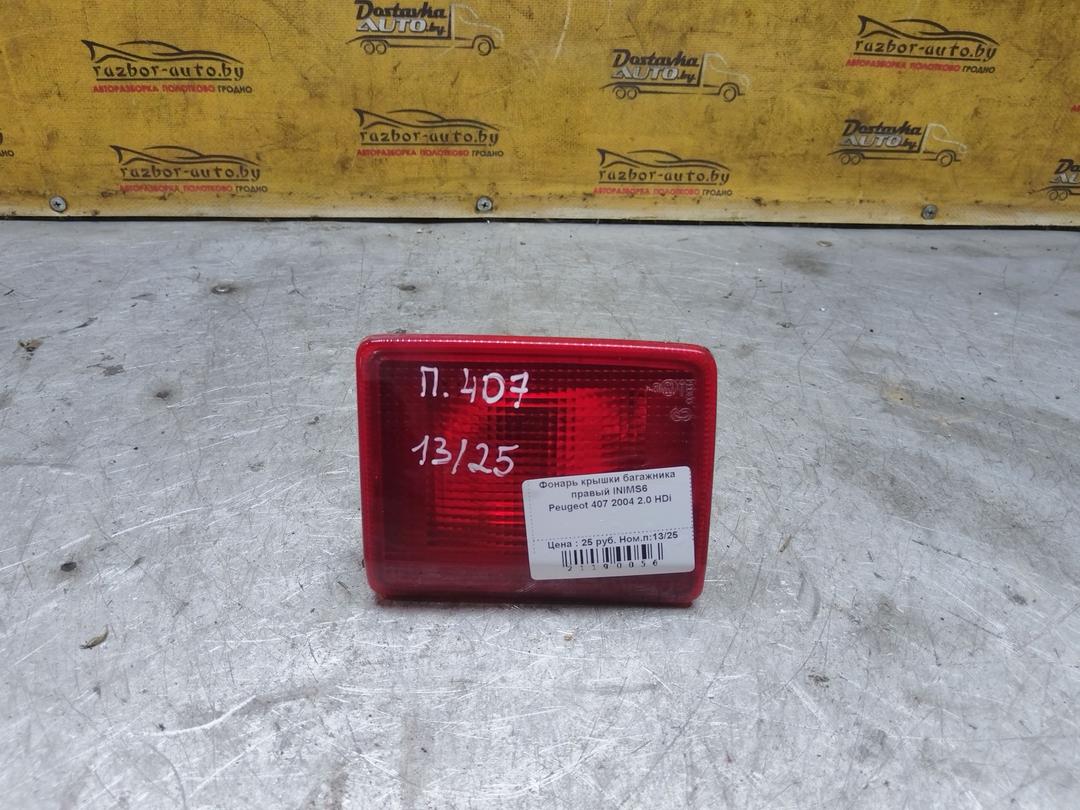 Dostavka
AUTO.by
razbor-auto.by
АВТОРАЗБОРКА ПОЛОТКОВО ГРОДНО
Dostavka
AUTO.by
razbor-auto.by
АВТОРАЗБОРКА ПОЛОТКОВО ГРОДНО
razbor-auto.by
АВТОРАЗБОРКА ПОЛОТКОВО ГРОДНО
Dostavka
AUTO.by
razbor-auto.by
АВТОРАЗБОРКА ПОЛОТКОВО ГРОДНО
razbor-auto.by
АВТОРАЗБОРКА ПОЛОТКОВО ГРОДНО
П. 407
13/25
Фонарь крышки багажника
правый INIMS6
Peugeot 407 2004 2.0 HDi
Цена : 25 руб. Ном.п:13/25
21190056